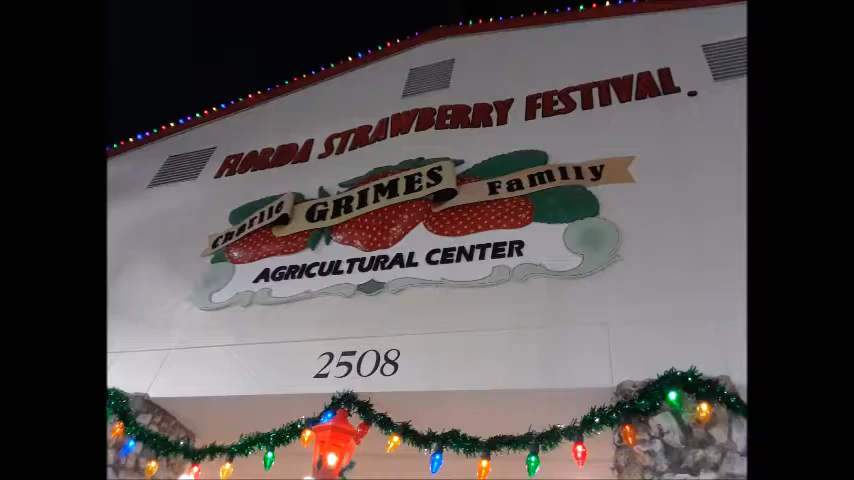 FLORIDA STRAWBERRY FESTIVAL.
Charlie GRIMES Family
AGRICULTURAL CENTER
2508